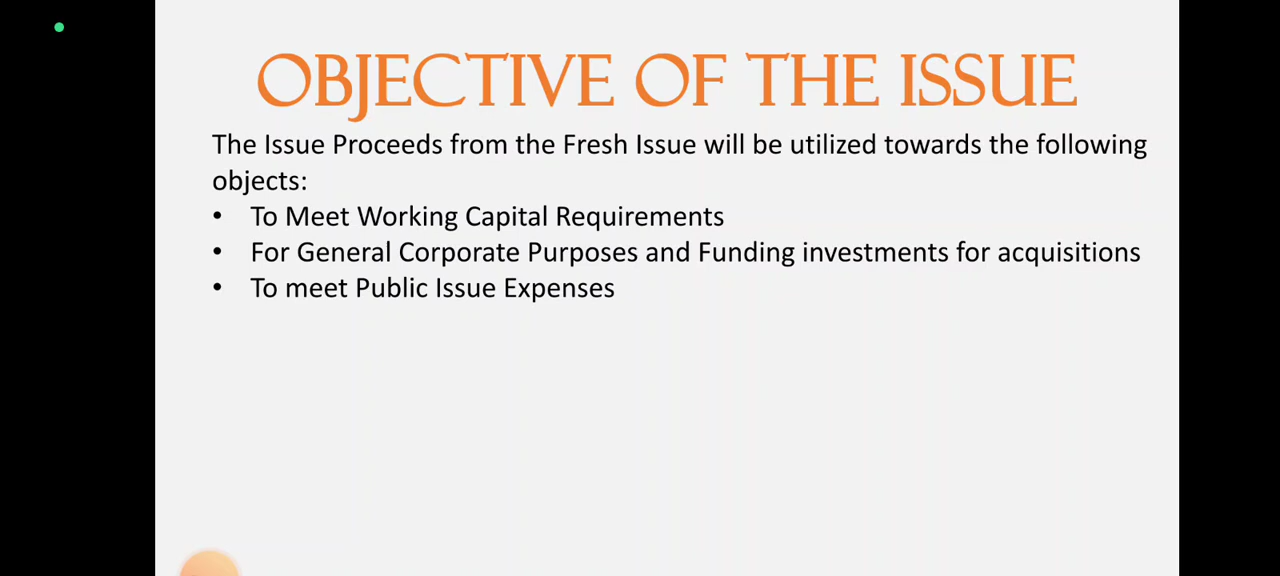 OBJECTIVE OF THE ISSUE
The Issue Proceeds from the Fresh Issue will be utilized towards the following
objects:
• To Meet Working Capital Requirements
• For General Corporate Purposes and Funding investments for acquisitions
• To meet Public Issue Expenses